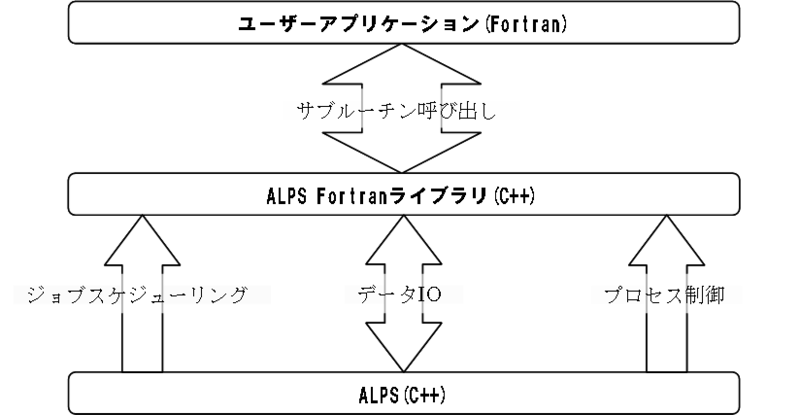 ユーザーアプリケーション(Fortran)
サブルーチン呼び出し
ALPS Fortranライブラリ(C++)
ジョブスケジューリング
データIO
プロセス制御
ALPS(C++)